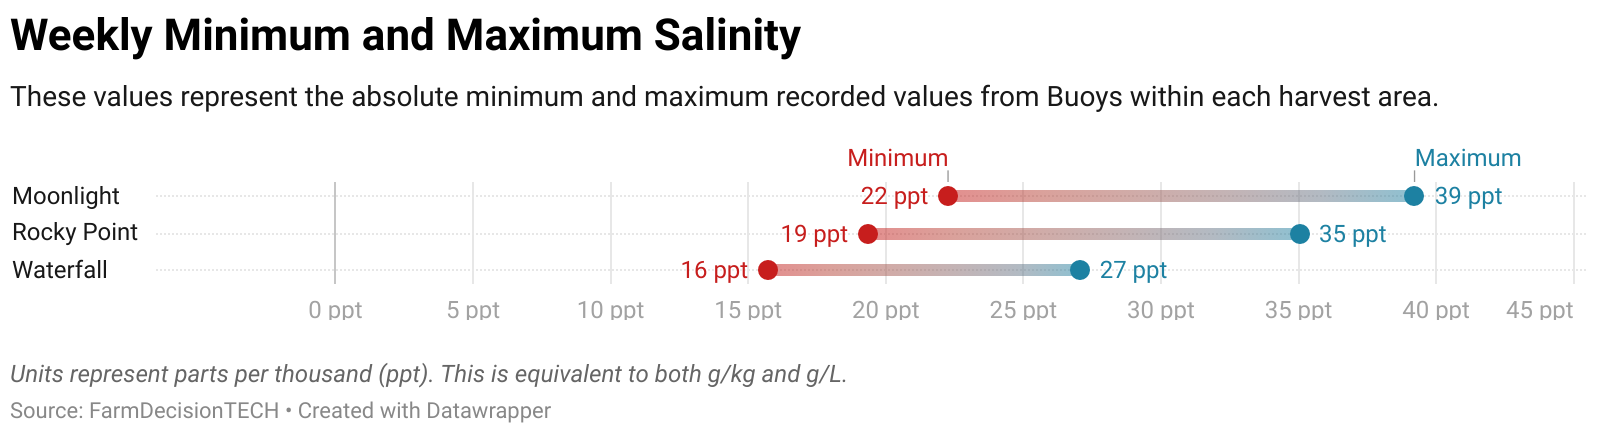 Weekly Minimum and Maximum Salinity
These values represent the absolute minimum and maximum recorded values from Buoys within each harvest area.
Minimum Maximum
Moonlight 22 ppt 39 ppt
Rocky Point 19 ppt 35 ppt
Waterfall 16 ppt 27 ppt
0 ppt 5 ppt 10 ppt 15 ppt 20 ppt 25 ppt 30 ppt 35 ppt 40 ppt 45 ppt
Units represent parts per thousand (ppt). This is equivalent to both g/kg and g/L.
Source: FarmDecisionTECH • Created with Datawrapper